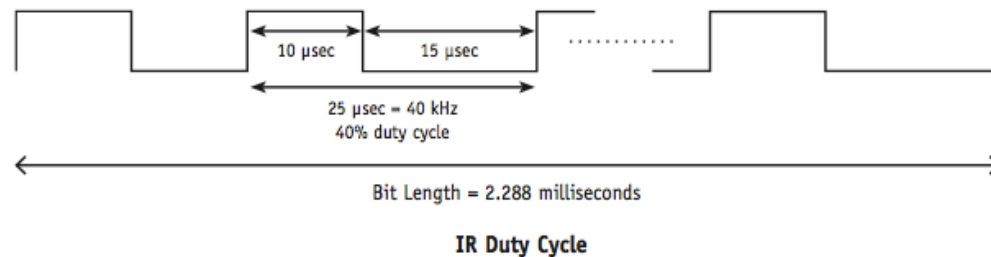 10 µsec
15 µsec
25 µsec = 40 kHz
40% duty cycle
Bit Length = 2.288 milliseconds
IR Duty Cycle